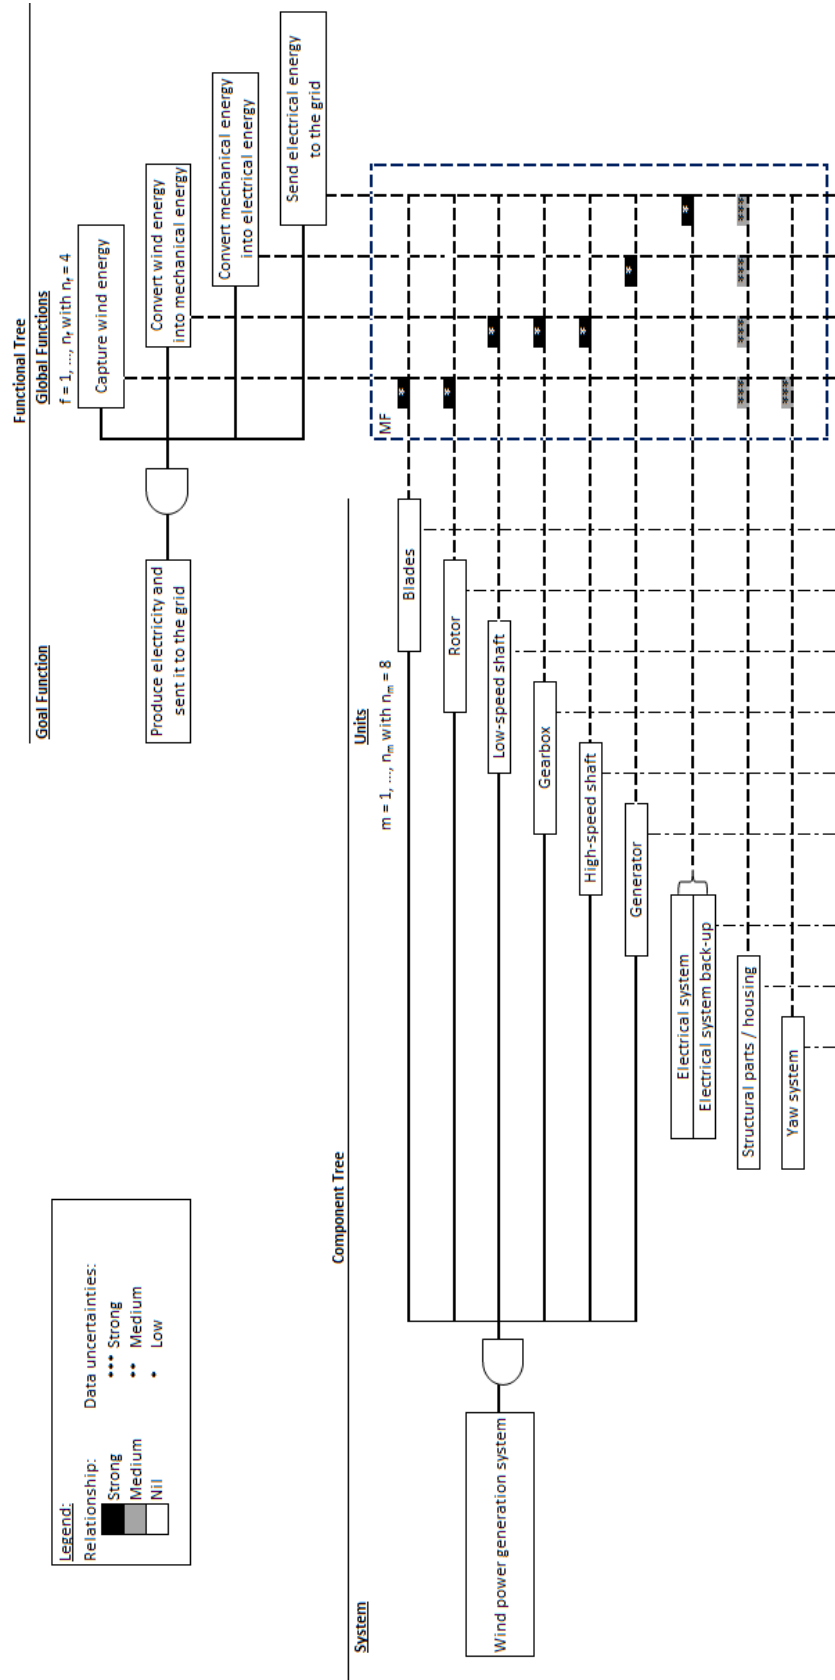 Functional Tree
Goal Function
Global Functions
f = 1, ..., nf with nf = 4
Capture wind energy
Produce electricity and
sent it to the grid
Convert wind energy
into mechanical energy
Convert mechanical energy
into electrical energy
Send electrical energy
to the grid
Legend:
Relationship:
Strong
Medium
Nil
Data uncertainties:
*** Strong
** Medium
* Low
Component Tree
System
Units
m = 1, ..., nm with nm = 8
MF
Blades
*
Rotor
*
Wind power generation system
Low-speed shaft
*
Gearbox
*
High-speed shaft
*
Generator
*
Electrical system
Electrical system back-up
*
Structural parts / housing
*** *** *** ***
Yaw system
***